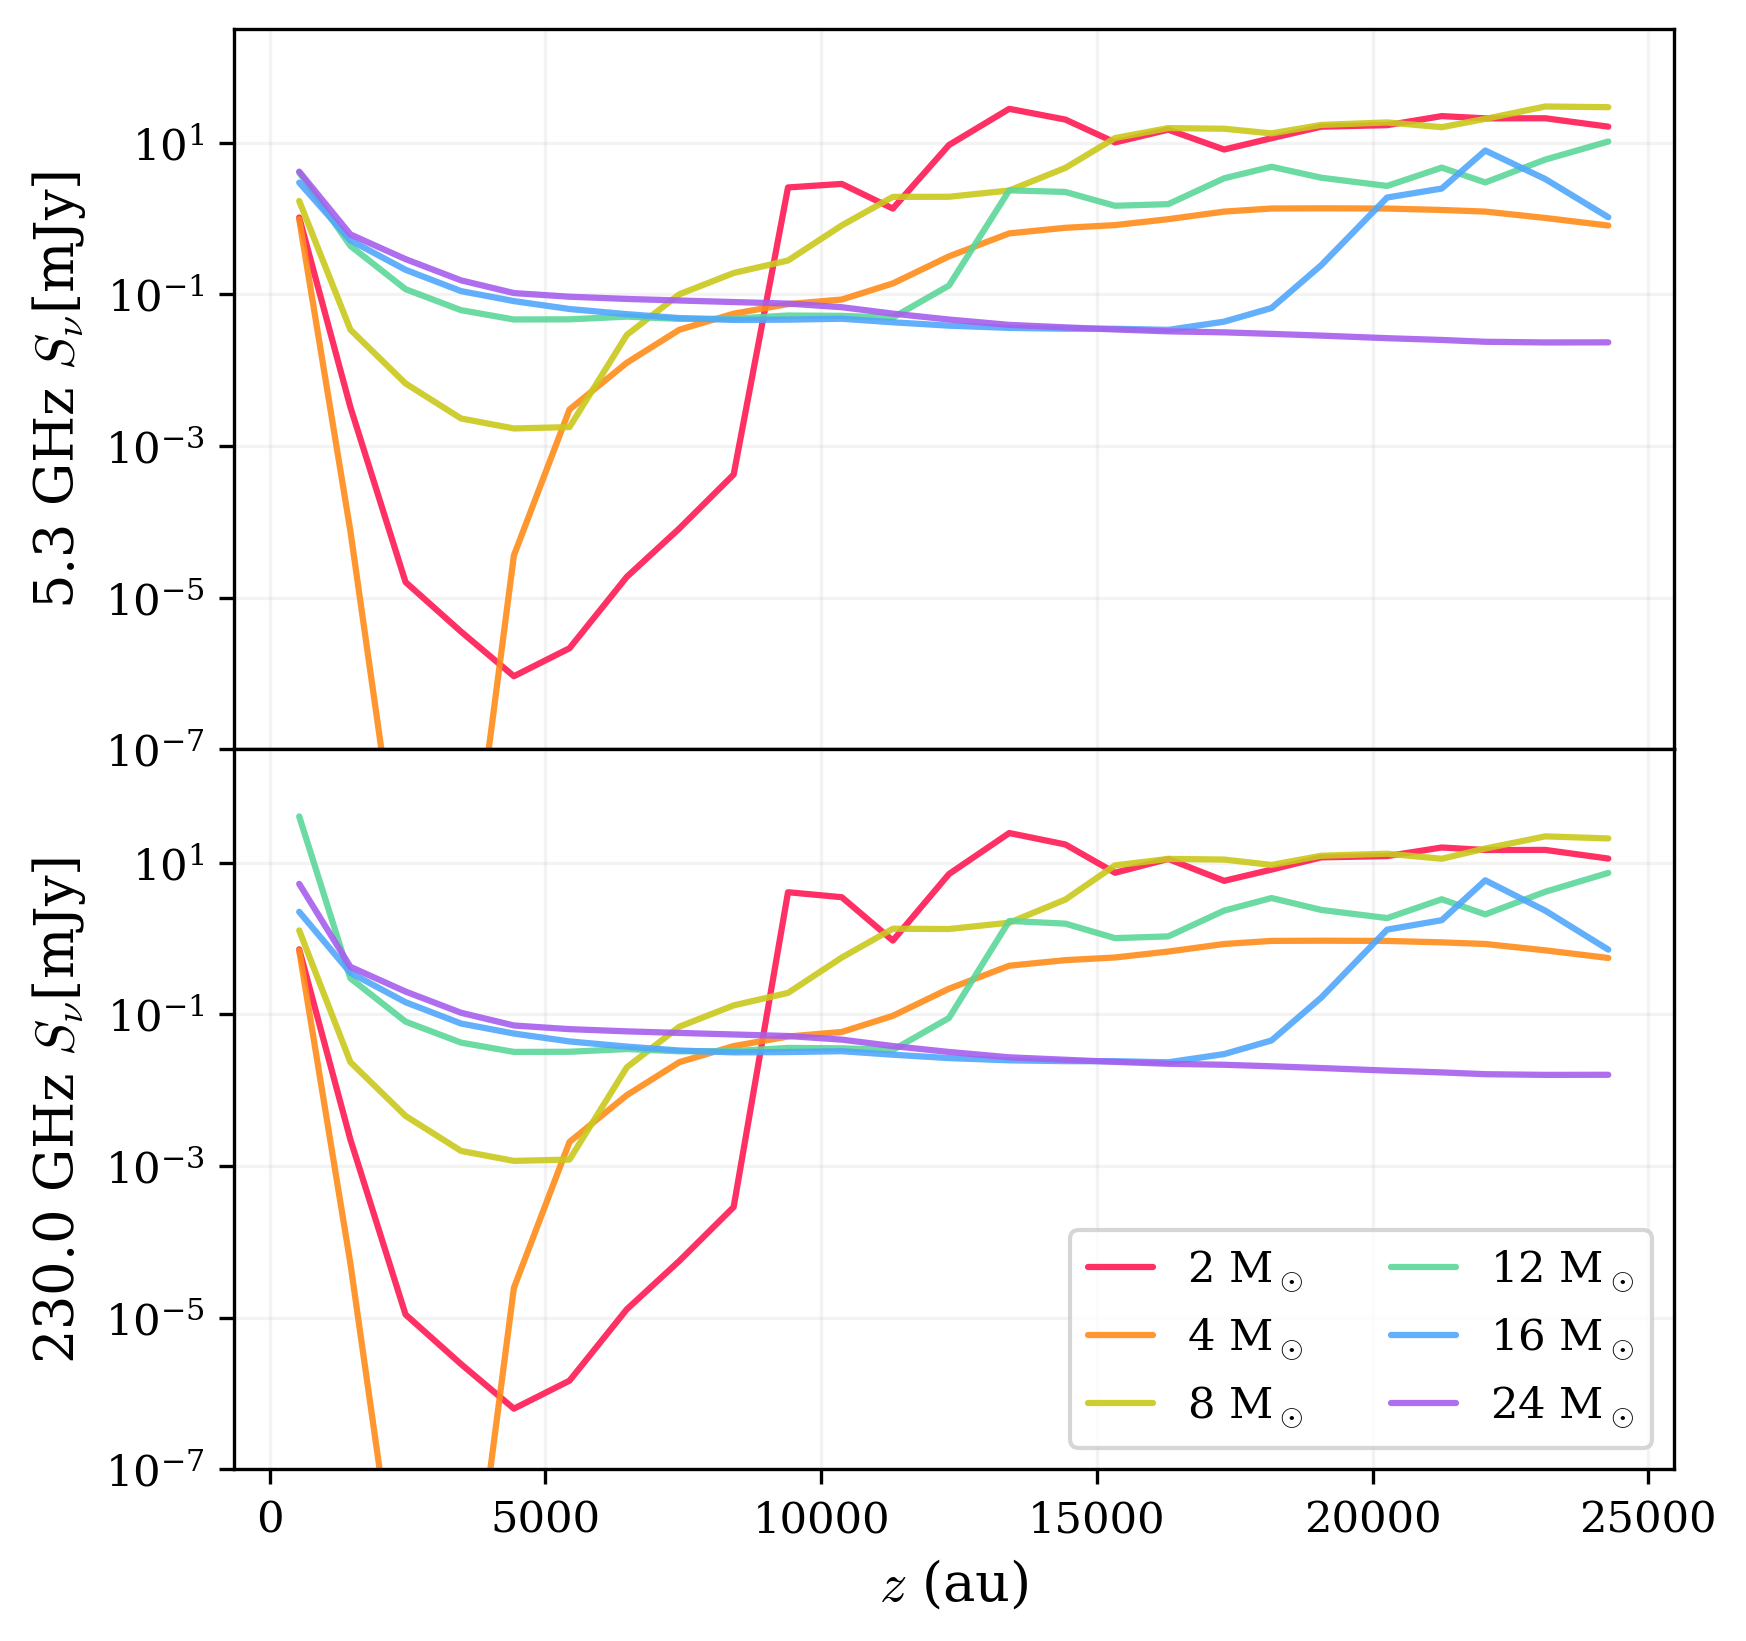 5.3 GHz S_ν[mJy]
10^1
10^−1
10^−3
10^−5
10^−7
230.0 GHz S_ν[mJy]
10^1
10^−1
10^−3
10^−5
10^−7
2 M_☉
4 M_☉
8 M_☉
12 M_☉
16 M_☉
24 M_☉
0 5000 10000 15000 20000 25000
z (au)